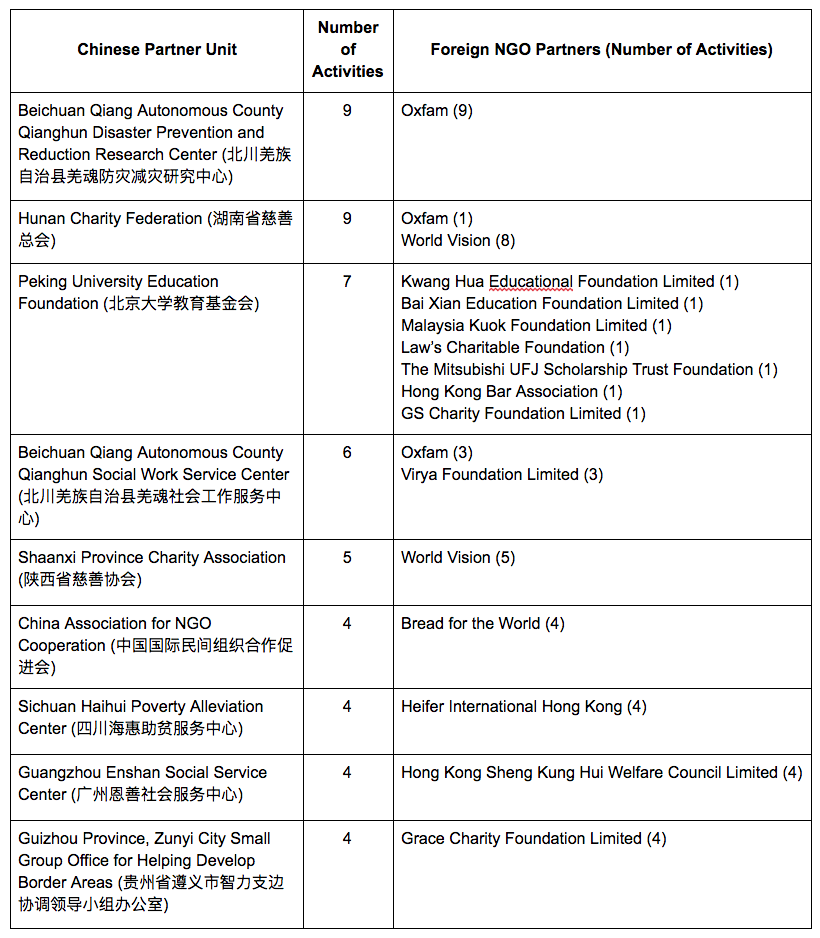 Chinese Partner Unit
Number
of
Activities
Foreign NGO Partners (Number of Activities)
Beichuan Qiang Autonomous County
Qianghun Disaster Prevention and
Reduction Research Center (北川羌族
自治县羌魂防灾减灾研究中心)
9
Oxfam (9)
Hunan Charity Federation (湖南省慈善
总会)
9
Oxfam (1)
World Vision (8)
Peking University Education
Foundation (北京大学教育基金会)
7
Kwang Hua Educational Foundation Limited (1)
Bai Xian Education Foundation Limited (1)
Malaysia Kuok Foundation Limited (1)
Law’s Charitable Foundation (1)
The Mitsubishi UFJ Scholarship Trust Foundation (1)
Hong Kong Bar Association (1)
GS Charity Foundation Limited (1)
Beichuan Qiang Autonomous County
Qianghun Social Work Service Center
(北川羌族自治县羌魂社会工作服务中
心)
6
Oxfam (3)
Virya Foundation Limited (3)
Shaanxi Province Charity Association
(陕西省慈善协会)
5
World Vision (5)
China Association for NGO
Cooperation (中国国际民间组织合作促
进会)
4
Bread for the World (4)
Sichuan Haihui Poverty Alleviation
Center (四川海惠助贫服务中心)
4
Heifer International Hong Kong (4)
Guangzhou Enshan Social Service
Center (广州恩善社会服务中心)
4
Hong Kong Sheng Kung Hui Welfare Council Limited (4)
Guizhou Province, Zunyi City Small
Group Office for Helping Develop
Border Areas (贵州省遵义市智力支边
协调领导小组办公室)
4
Grace Charity Foundation Limited (4)